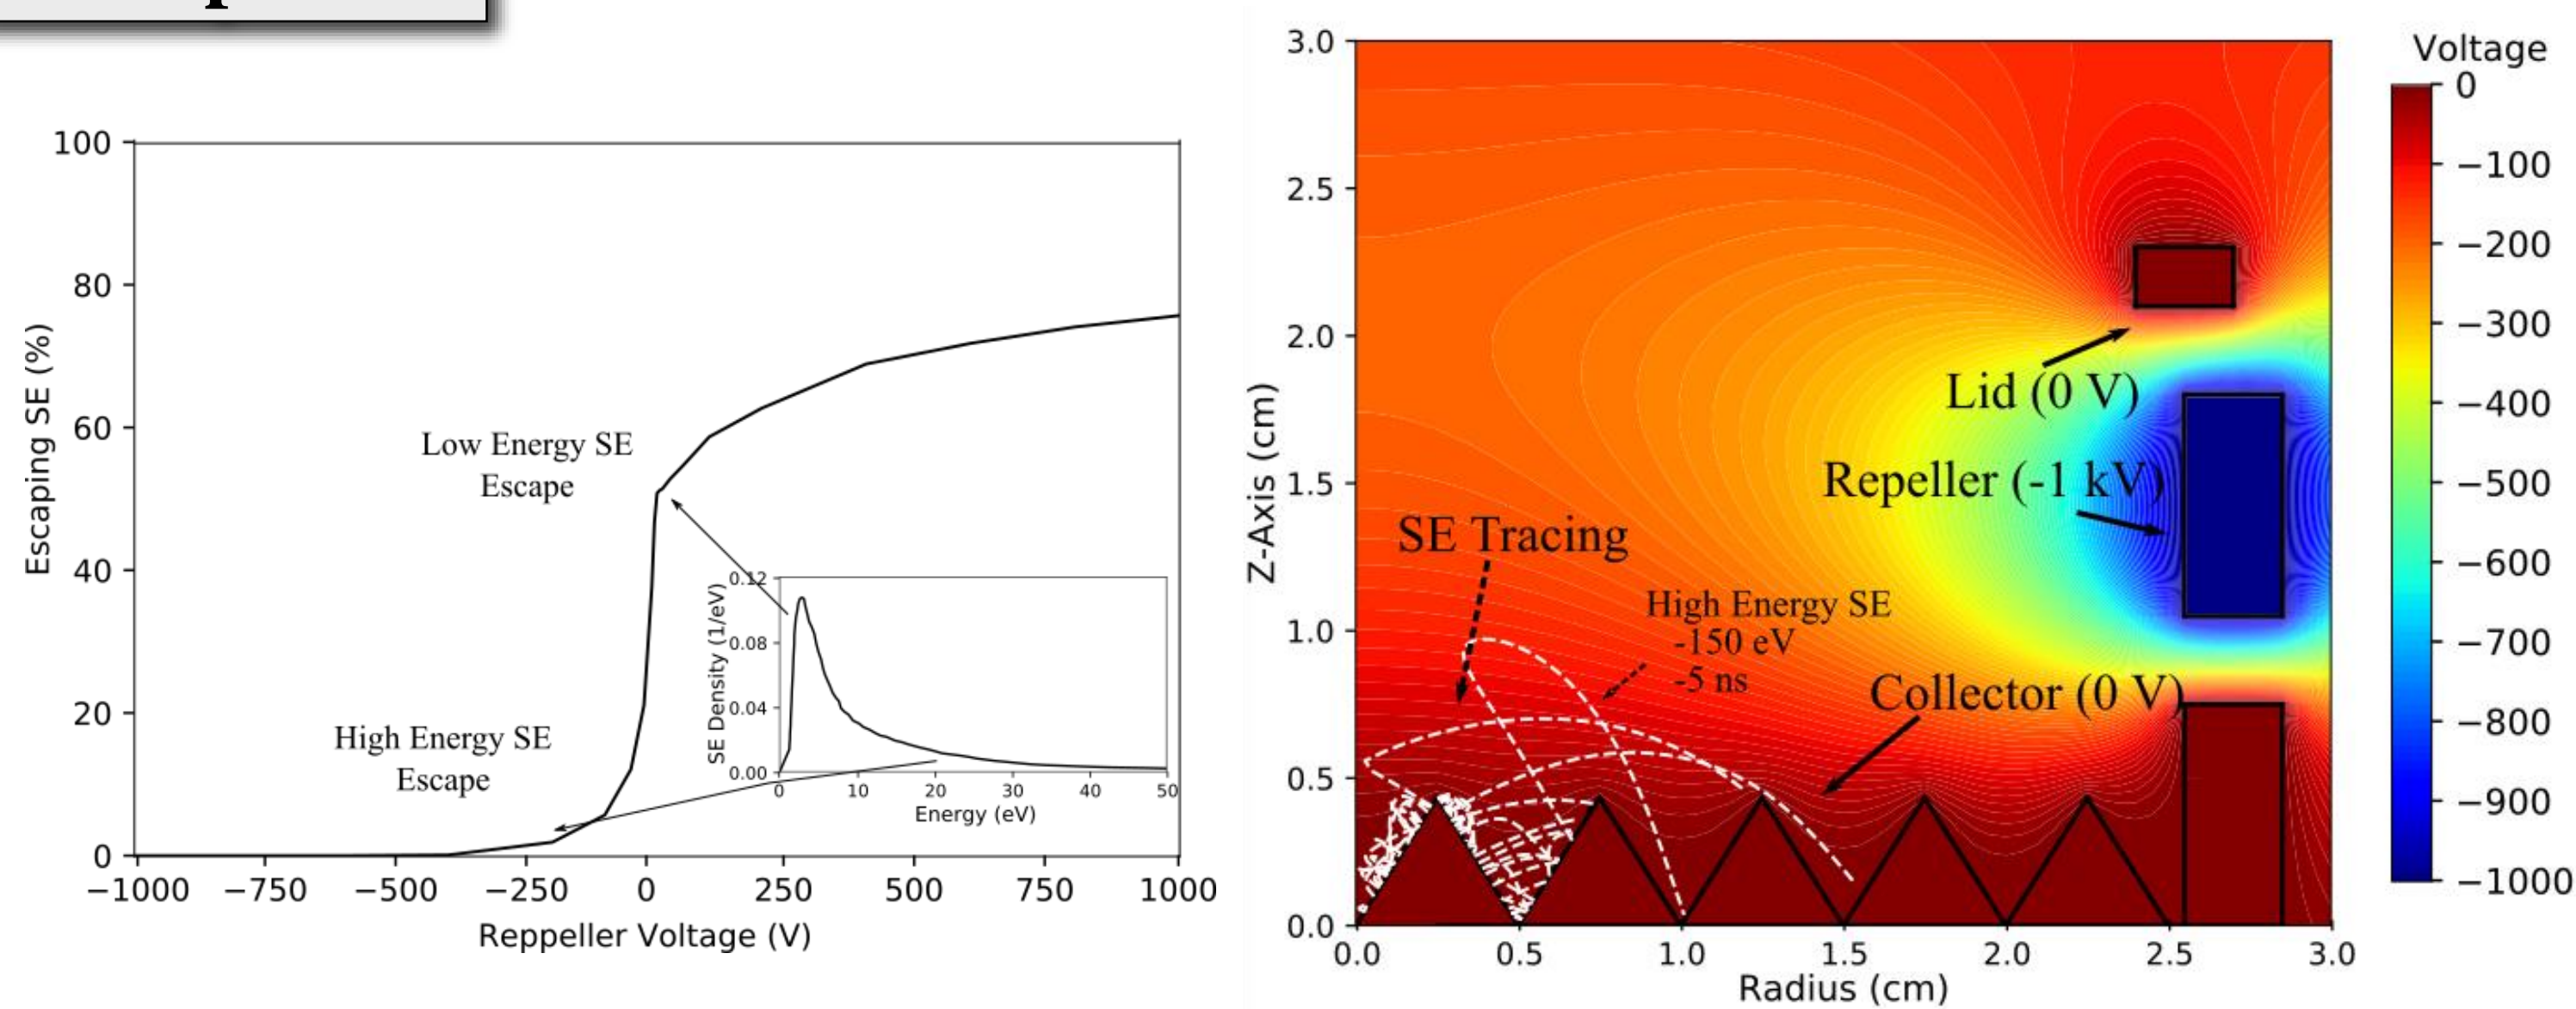 100
80
60
40
20
0
Escaping SE (%)
−1000 −750 −500 −250 0 250 500 750 1000
Reppeller Voltage (V)
Low Energy SE
Escape
High Energy SE
Escape
0.12
0.08
0.04
0.00
SE Density (1/eV)
0 10 20 30 40 50
Energy (eV)
3.0
2.5
2.0
1.5
1.0
0.5
0.0
Z-Axis (cm)
0.0 0.5 1.0 1.5 2.0 2.5 3.0
Radius (cm)
Lid (0 V)
Repeller (-1 kV)
SE Tracing
High Energy SE
-150 eV
-5 ns
Collector (0 V)
Voltage
0
−100
−200
−300
−400
−500
−600
−700
−800
−900
−1000